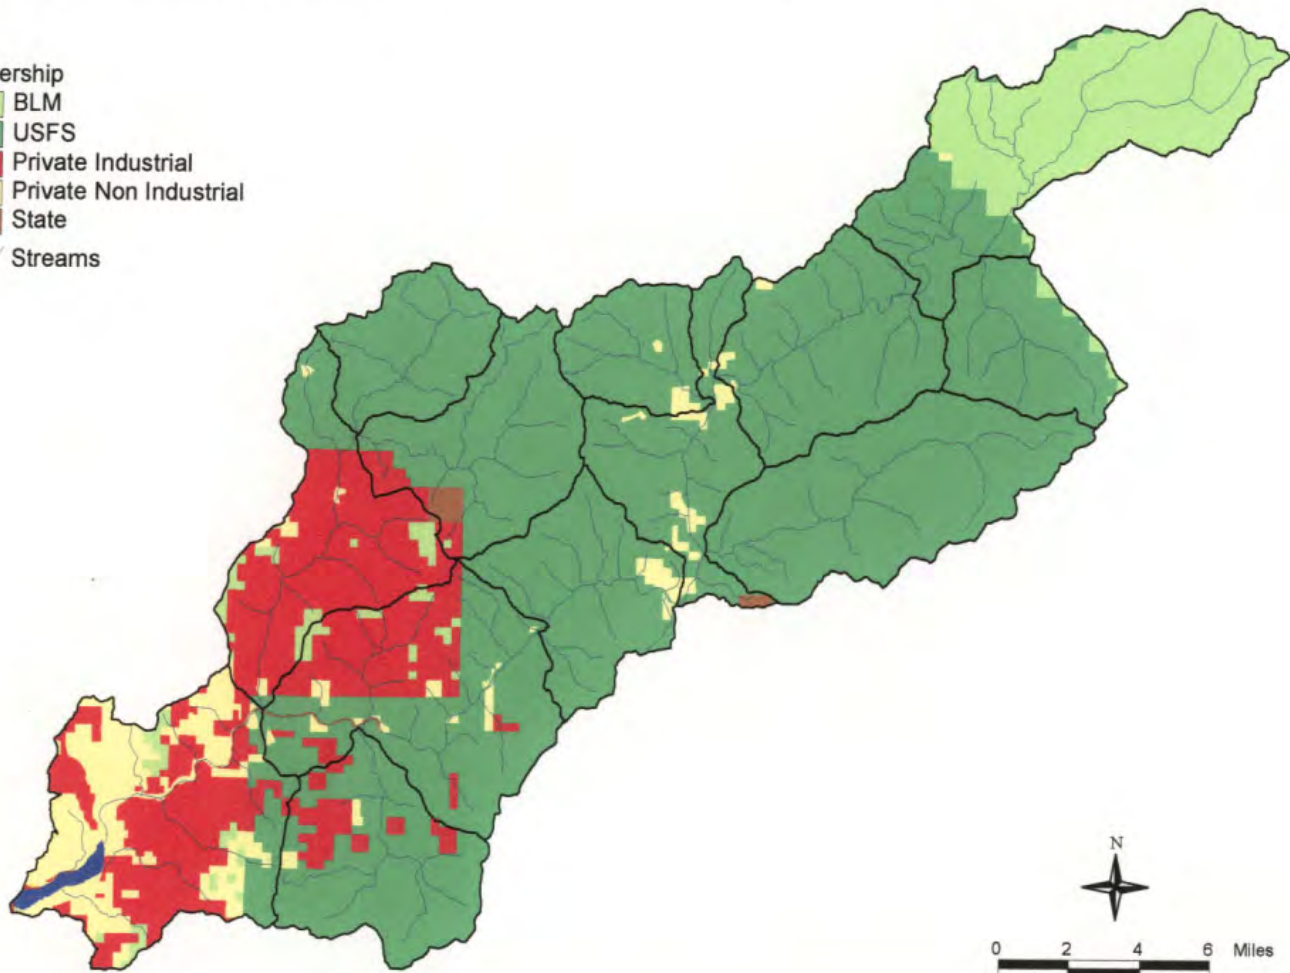 ership
BLM
USFS
Private Industrial
Private Non Industrial
State
Streams
N
0 2 4 6 Miles